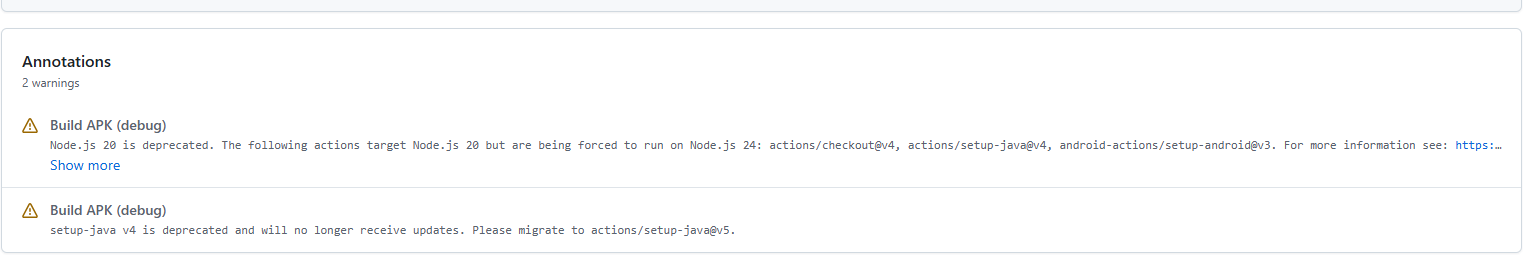 Annotations
2 warnings
Build APK (debug)
Node.js 20 is deprecated. The following actions target Node.js 20 but are being forced to run on Node.js 24: actions/checkout@v4, actions/setup-java@v4, android-actions/setup-android@v3. For more information see: https:…
Show more
Build APK (debug)
setup-java v4 is deprecated and will no longer receive updates. Please migrate to actions/setup-java@v5.